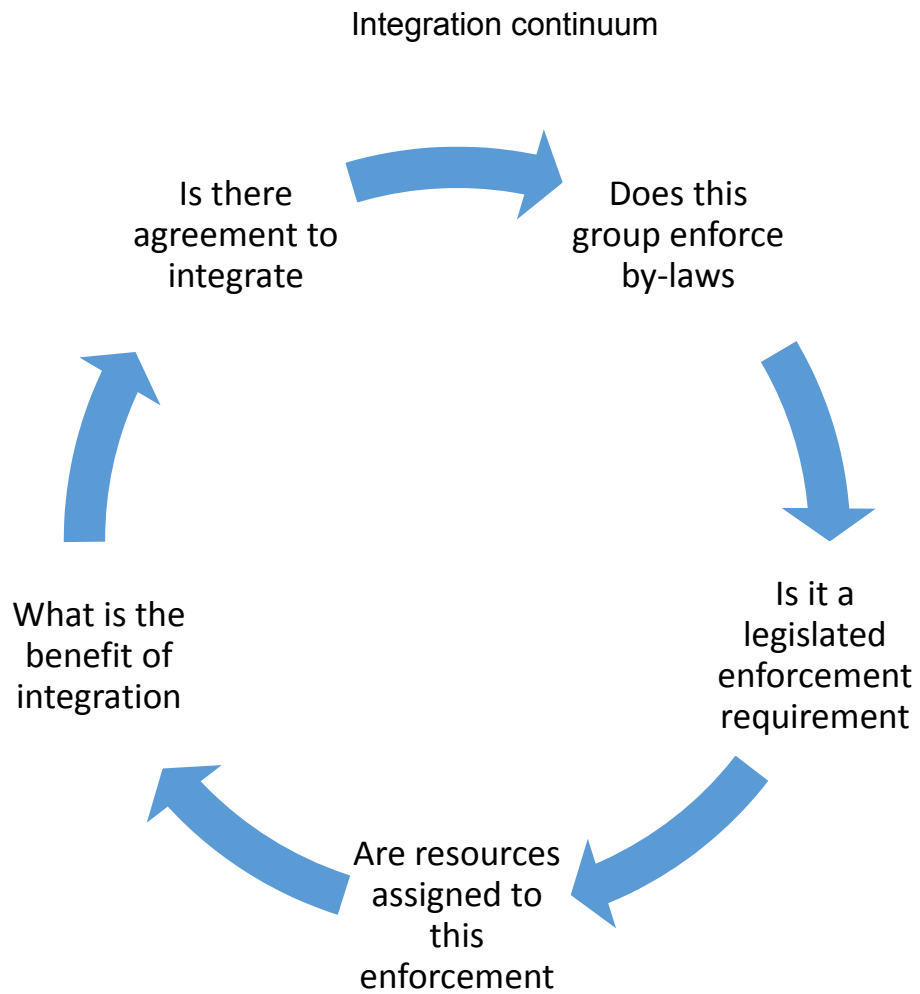 Integration continuum
Is there
agreement to
integrate
Does this
group enforce
by-laws
Is it a
legislated
enforcement
requirement
Are resources
assigned to
this
enforcement
What is the
benefit of
integration